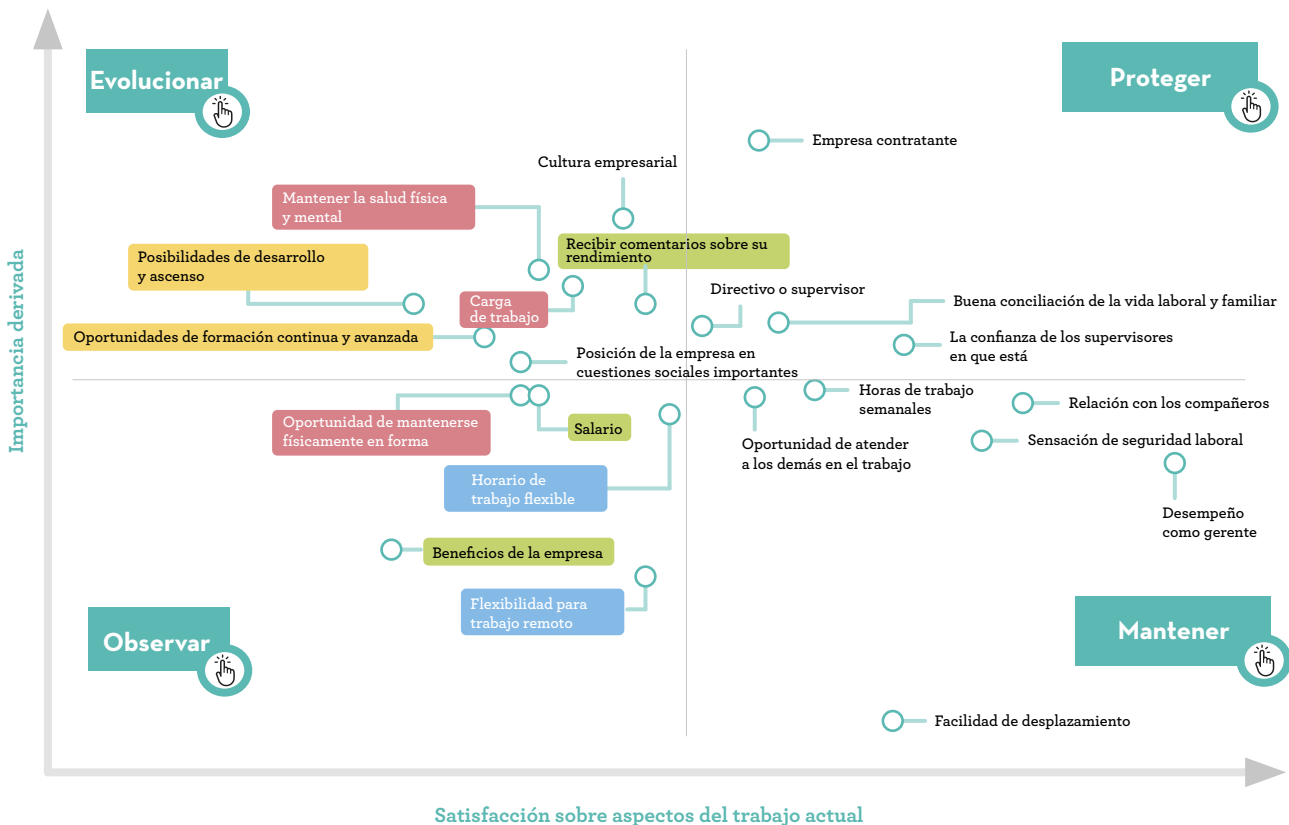 Evolucionar
Proteger
Empresa contratante
Cultura empresarial
Mantener la salud física
y mental
Recibir comentarios sobre su
rendimiento
Posibilidades de desarrollo
y ascenso
Directivo o supervisor
Buena conciliación de la vida laboral y familiar
Carga
de trabajo
Oportunidades de formación continua y avanzada
La confianza de los supervisores
en que está
Posición de la empresa en
cuestiones sociales importantes
Horas de trabajo
semanales
Relación con los compañeros
Oportunidad de mantenerse
físicamente en forma
Salario
Oportunidad de atender
a los demás en el trabajo
Sensación de seguridad laboral
Horario de
trabajo flexible
Desempeño
como gerente
Beneficios de la empresa
Flexibilidad para
trabajo remoto
Observar
Mantener
Facilidad de desplazamiento
Importancia derivada
Satisfacción sobre aspectos del trabajo actual